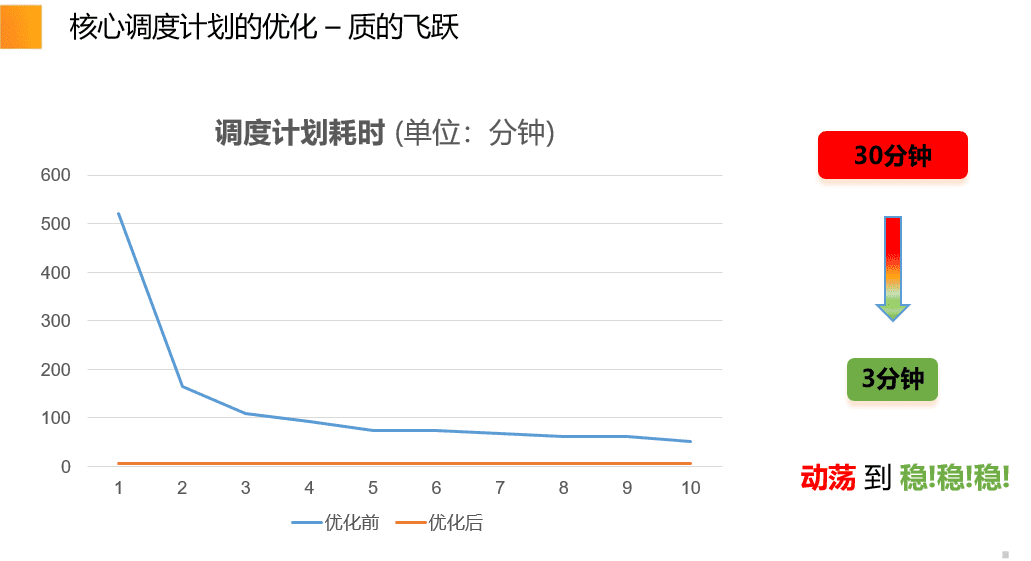 核心调度计划的优化 – 质的飞跃
调度计划耗时 (单位：分钟)
600
500
400
300
200
100
0
1 2 3 4 5 6 7 8 9 10
优化前 优化后
30分钟
3分钟
动荡 到 稳!稳!稳!